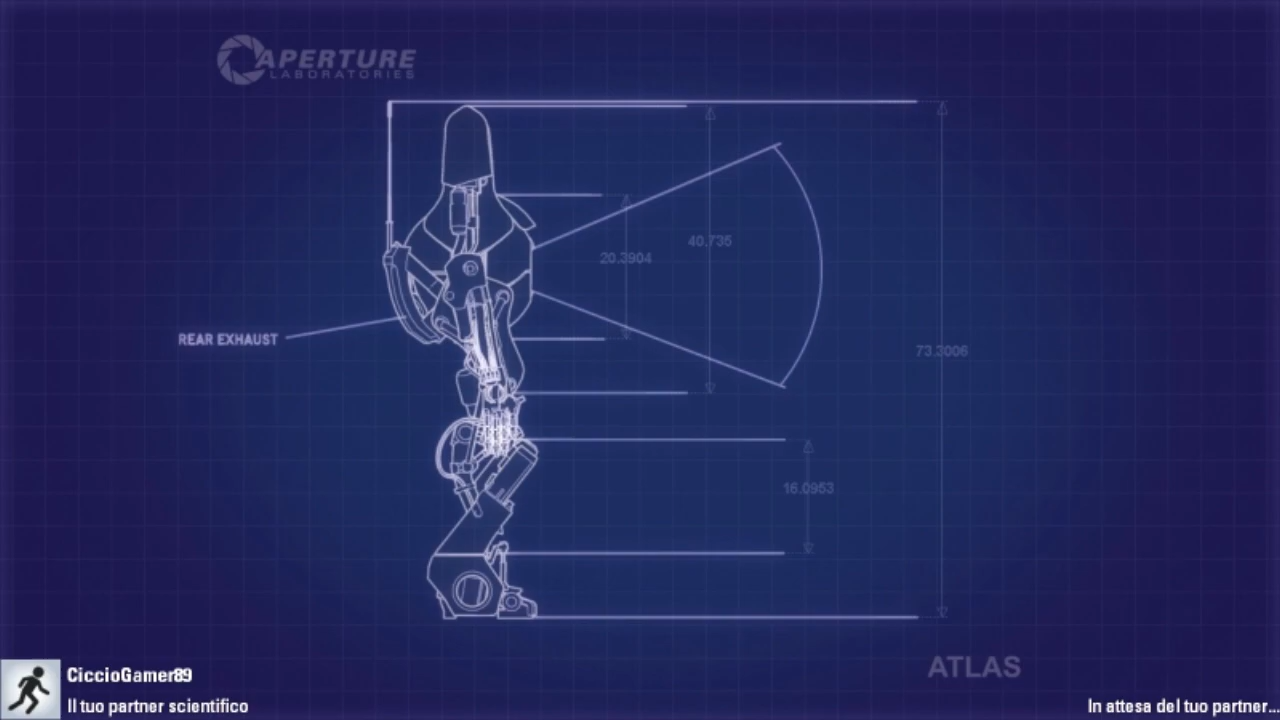 APERTURE
LABORATORIES
40.735
20.3904
REAR EXHAUST
73.3006
16.0953
ATLAS
CiccioGamer89
Il tuo partner scientifico
In attesa del tuo partner...